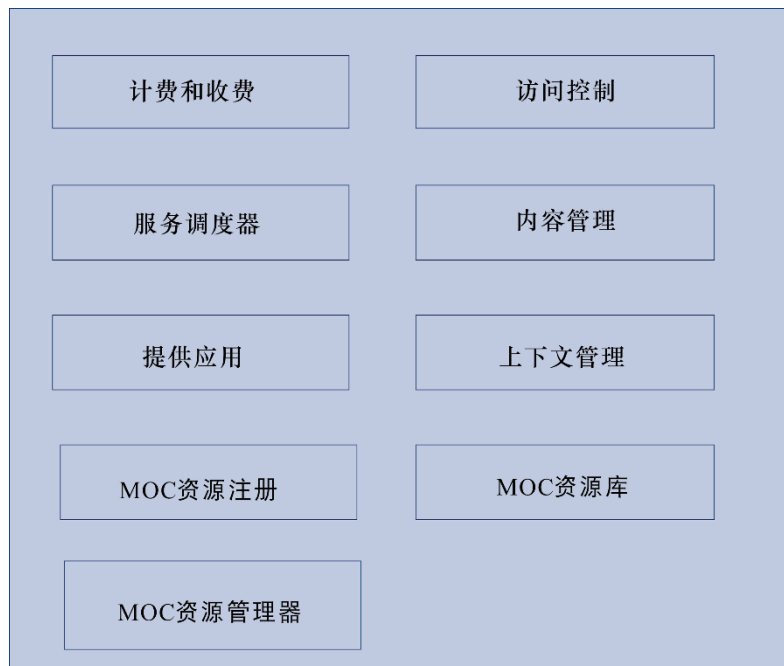 计费和收费
访问控制
服务调度器
内容管理
提供应用
上下文管理
MOC资源注册
MOC资源库
MOC资源管理器